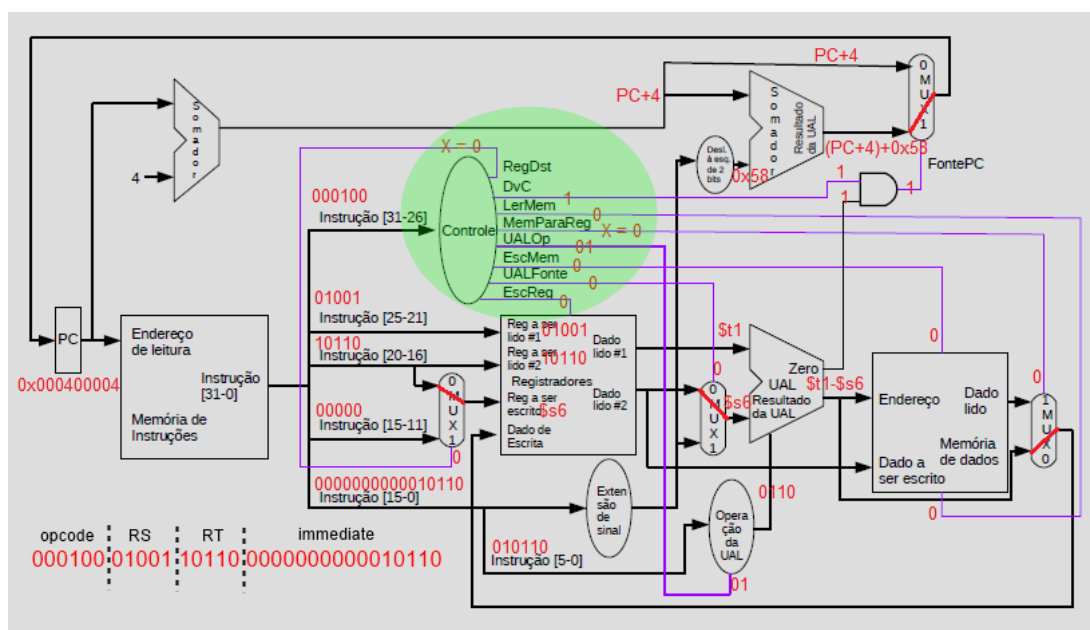 PC+4
0 M U X 1
PC+4
Somador
Resultado da UAL
Somador
(PC+4)+0x58
FontePC
Desl. à esq. de 2 bits
0x58
4
X = 0
RegDst
DvC
1
LerMem
0
MemParaReg
X = 0
UALOp
01
EscMem
0
UALFonte
0
EscReg
0
Controle
1
1
1
000100
Instrução [31-26]
01001
Instrução [25-21]
10110
Instrução [20-16]
00000
Instrução [15-11]
0000000000010110
Instrução [15-0]
010110
Instrução [5-0]
PC
0x000400004
Endereço de leitura
Instrução [31-0]
Memória de Instruções
0 M U X 1
0
Reg a ser lido #1
01001
Reg a ser lido #2
10110
Registradores
Reg a ser escrito
$s6
Dado de Escrita
Dado lido #1
Dado lido #2
$t1
0
0 M U X 1
$s6
Zero
UAL
Resultado da UAL
$t1-$s6
0
Endereço
Dado lido
Memória de dados
Dado a ser escrito
0
0
1 M U X 0
Extensão de sinal
Operação da UAL
0110
01
opcode RS RT immediate
000100 01001 10110 0000000000010110